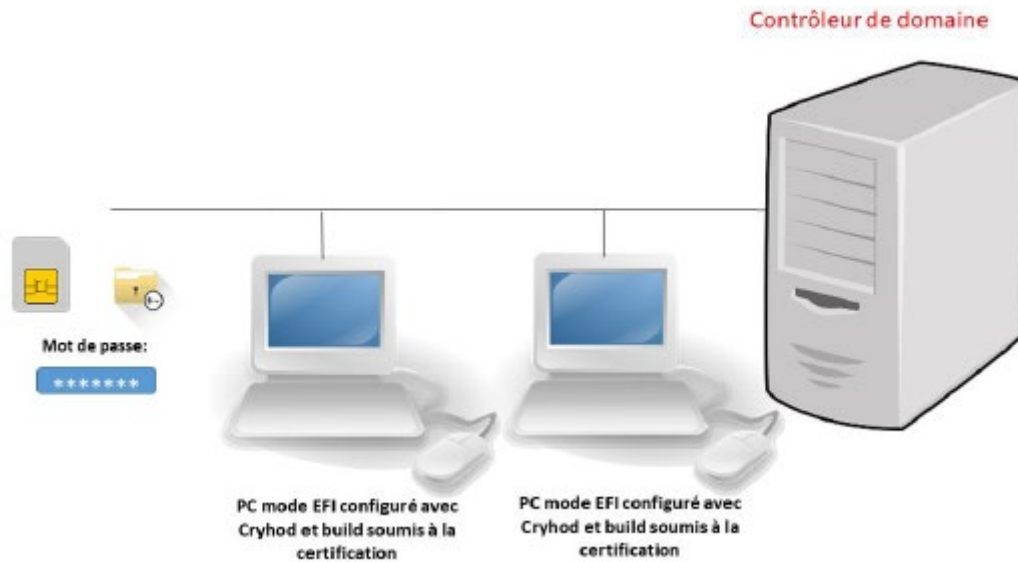 Contrôleur de domaine
Mot de passe:
*******
PC mode EFI configuré avec
Cryhod et build soumis à la
certification
PC mode EFI configuré avec
Cryhod et build soumis à la
certification